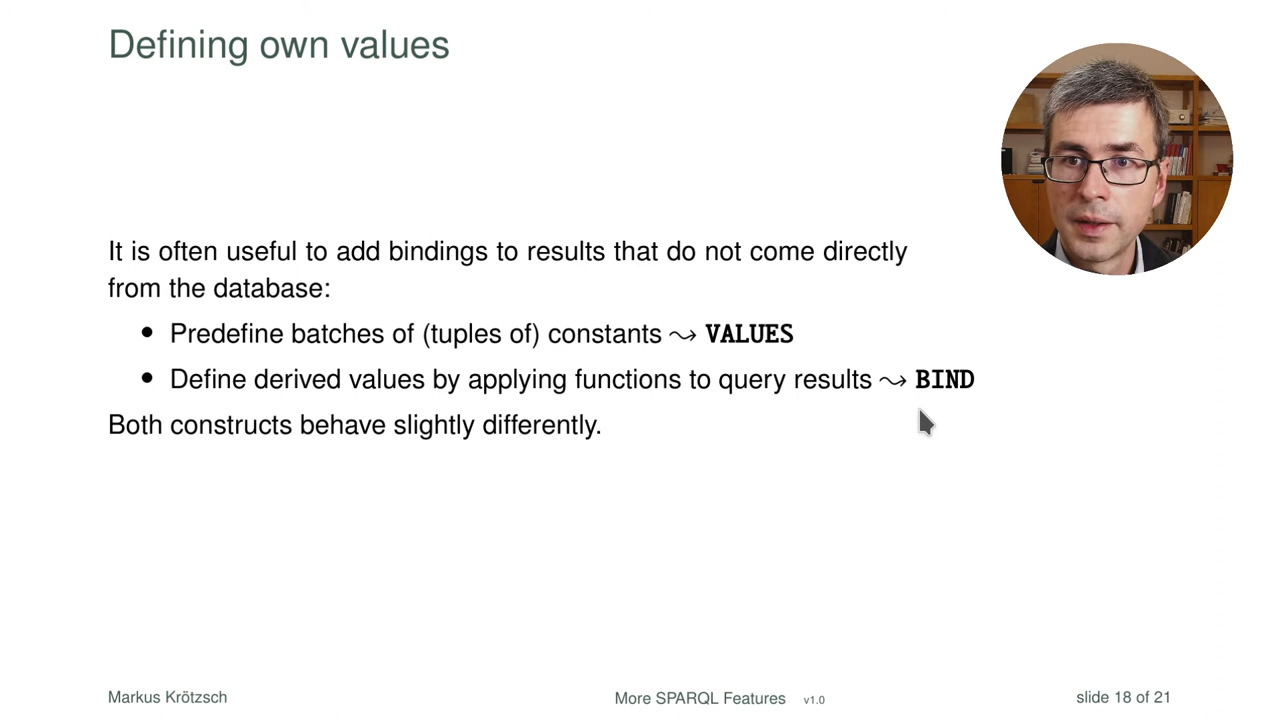 Defining own values
It is often useful to add bindings to results that do not come directly
from the database:
• Predefine batches of (tuples of) constants ⤳ VALUES
• Define derived values by applying functions to query results ⤳ BIND
Both constructs behave slightly differently.
Markus Krötzsch More SPARQL Features v1.0 slide 18 of 21